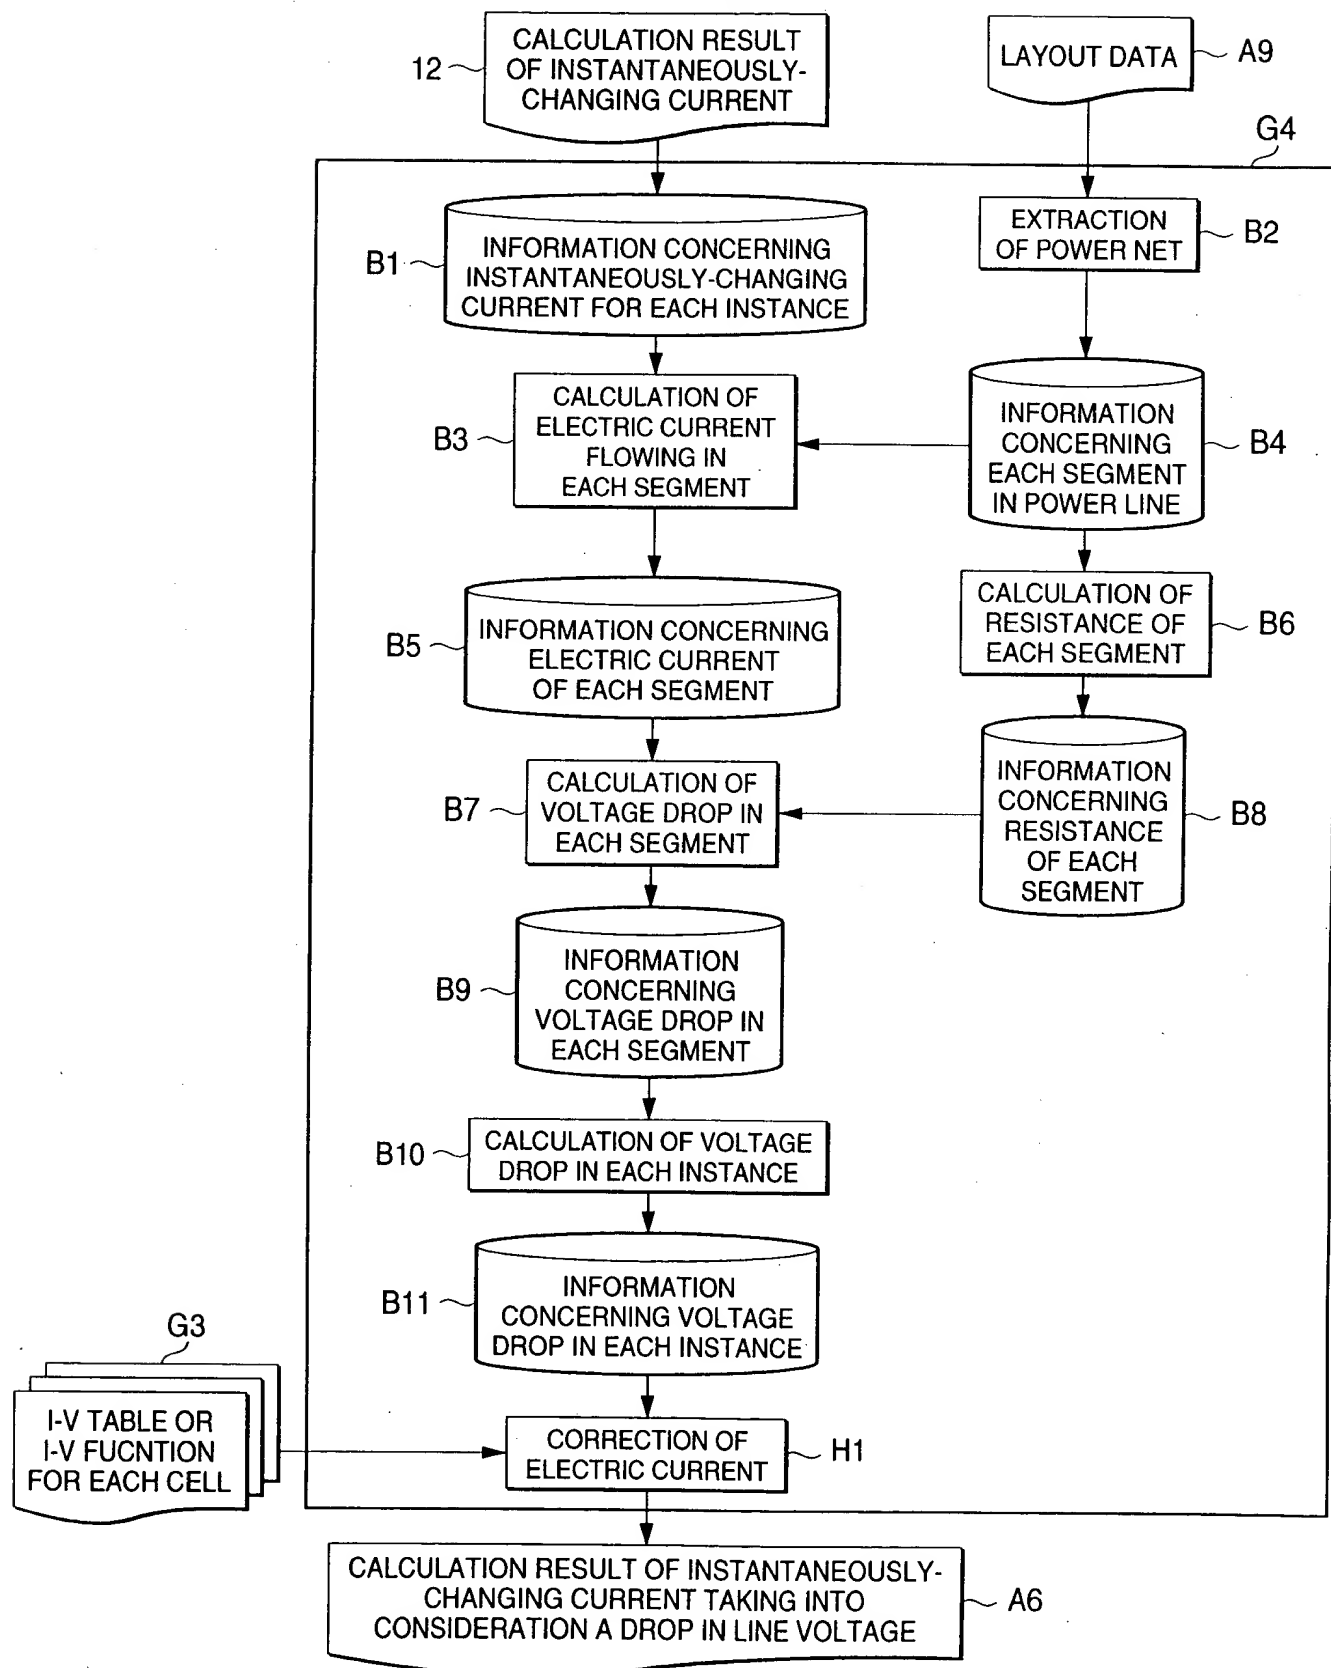 CALCULATION RESULT
OF INSTANTANEOUSLY-
CHANGING CURRENT
12
LAYOUT DATA
A9
G4
INFORMATION CONCERNING
INSTANTANEOUSLY-CHANGING
CURRENT FOR EACH INSTANCE
B1
EXTRACTION
OF POWER NET
B2
CALCULATION OF
ELECTRIC CURRENT
FLOWING IN
EACH SEGMENT
B3
INFORMATION
CONCERNING
EACH SEGMENT
IN POWER LINE
B4
INFORMATION CONCERNING
ELECTRIC CURRENT
OF EACH SEGMENT
B5
CALCULATION OF
RESISTANCE OF
EACH SEGMENT
B6
CALCULATION OF
VOLTAGE DROP IN
EACH SEGMENT
B7
INFORMATION
CONCERNING
RESISTANCE
OF EACH
SEGMENT
B8
INFORMATION
CONCERNING
VOLTAGE DROP IN
EACH SEGMENT
B9
CALCULATION OF VOLTAGE
DROP IN EACH INSTANCE
B10
INFORMATION
CONCERNING VOLTAGE
DROP IN EACH INSTANCE
B11
G3
I-V TABLE OR
I-V FUCNTION
FOR EACH CELL
CORRECTION OF
ELECTRIC CURRENT
H1
CALCULATION RESULT OF INSTANTANEOUSLY-
CHANGING CURRENT TAKING INTO
CONSIDERATION A DROP IN LINE VOLTAGE
A6